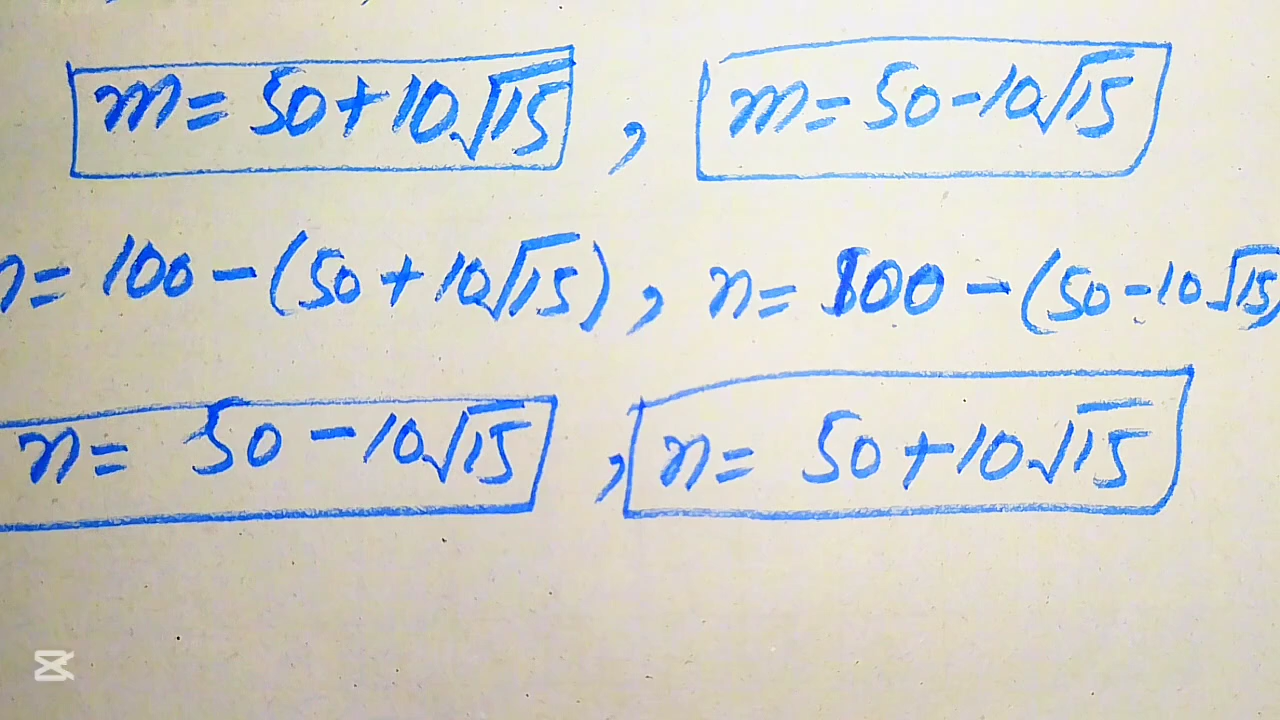 m = 50 + 10√15 , m = 50 - 10√15
n = 100 - (50 + 10√15) , n = 100 - (50 - 10√15)
n = 50 - 10√15 , n = 50 + 10√15